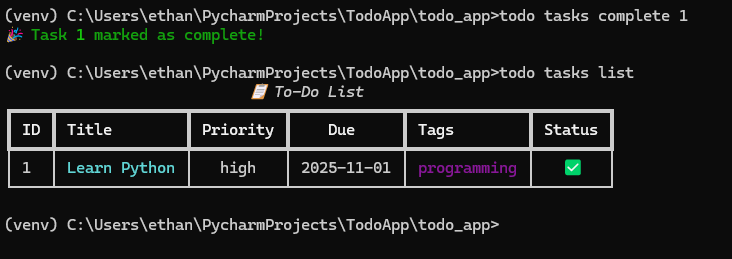 (venv) C:\Users\ethan\PycharmProjects\TodoApp\todo_app>todo tasks complete 1
🎉 Task 1 marked as complete!
(venv) C:\Users\ethan\PycharmProjects\TodoApp\todo_app>todo tasks list
📋 To-Do List
ID Title Priority Due Tags Status
1 Learn Python high 2025-11-01 programming ✅
(venv) C:\Users\ethan\PycharmProjects\TodoApp\todo_app>